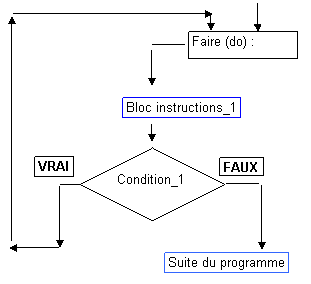 Faire (do) :
Bloc instructions_1
VRAI
FAUX
Condition_1
Suite du programme